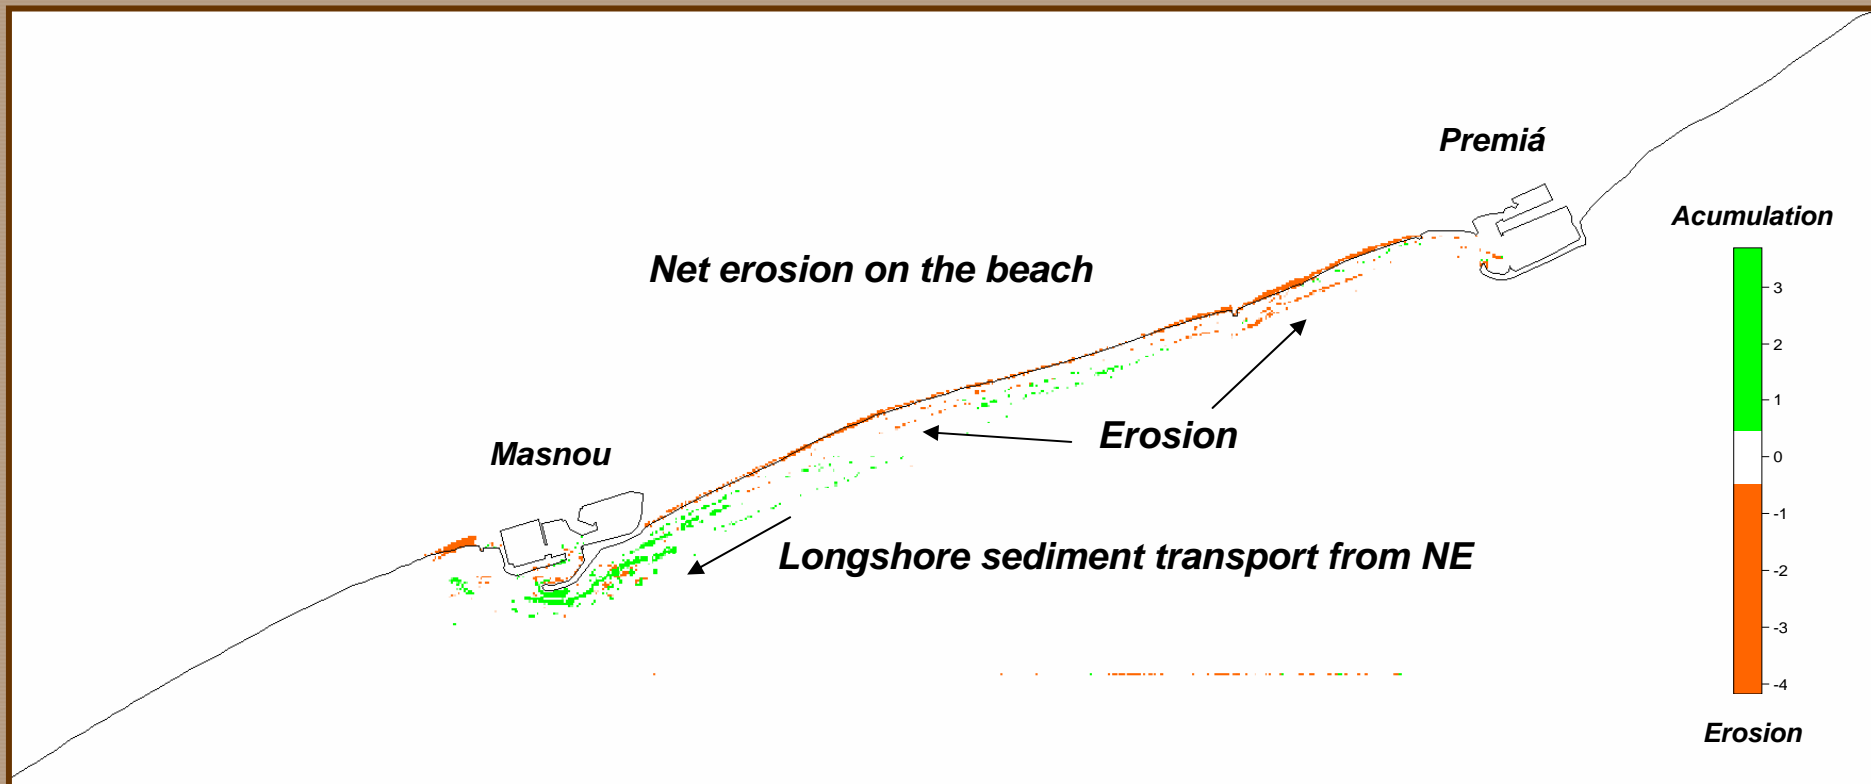 Premiá
Acumulation
Net erosion on the beach
3
2
1
Erosion
Masnou
0
-1
Longshore sediment transport from NE
-2
-3
-4
Erosion